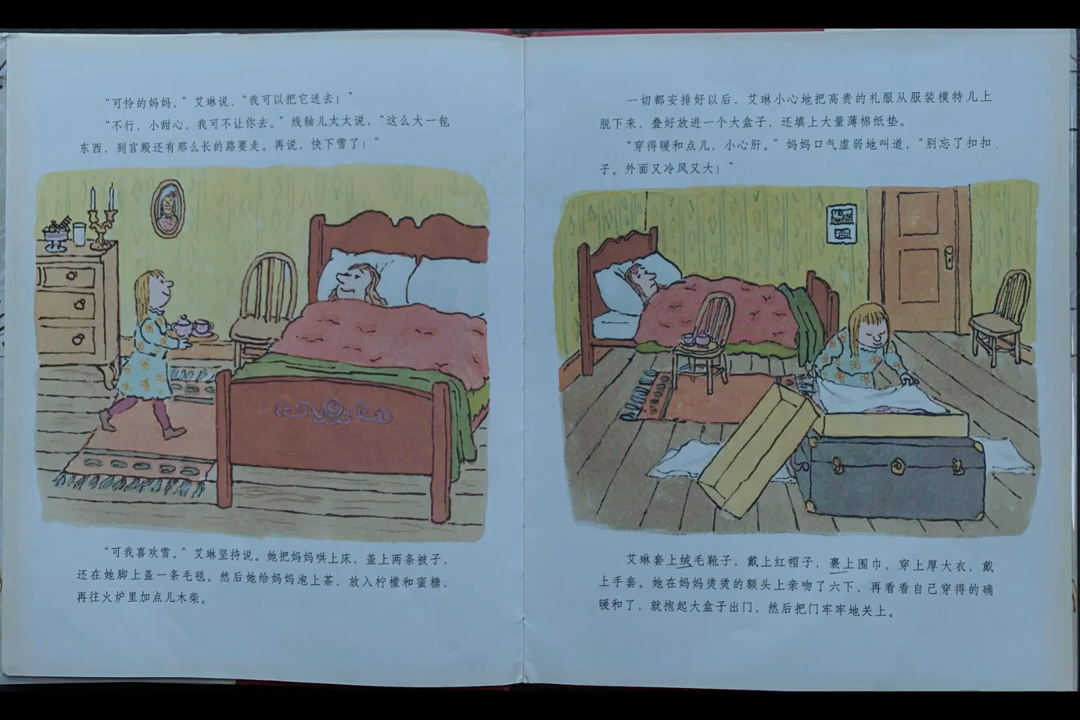 “可怜的妈妈，”艾琳说，“我可以把它送去！”
“不行，小甜心，我可不让你去。”线轴儿太太说，“这么大一包
东西，到宫殿还有那么长的路要走。再说，快下雪了！”
“可我喜欢雪。”艾琳坚持说。她把妈妈哄上床，盖上两条被子，
还在她脚上盖一条毛毯。然后她给妈妈泡上茶，放入柠檬和蜜糖，
再往火炉里加点儿木柴。
一切都安排好以后，艾琳小心地把高贵的礼服从服装模特儿上
脱下来，叠好放进一个大盒子，还填上大量薄棉纸垫。
“穿得暖和点儿，小心肝。”妈妈口气虚弱地叫道，“别忘了扣扣
子。外面又冷风又大！”
艾琳套上绒毛靴子，戴上红帽子，裹上围巾，穿上厚大衣，戴
上手套。她在妈妈烫烫的额头上亲吻了六下，再看看自己穿得的确
暖和了，就抱起大盒子出门，然后把门牢牢地关上。